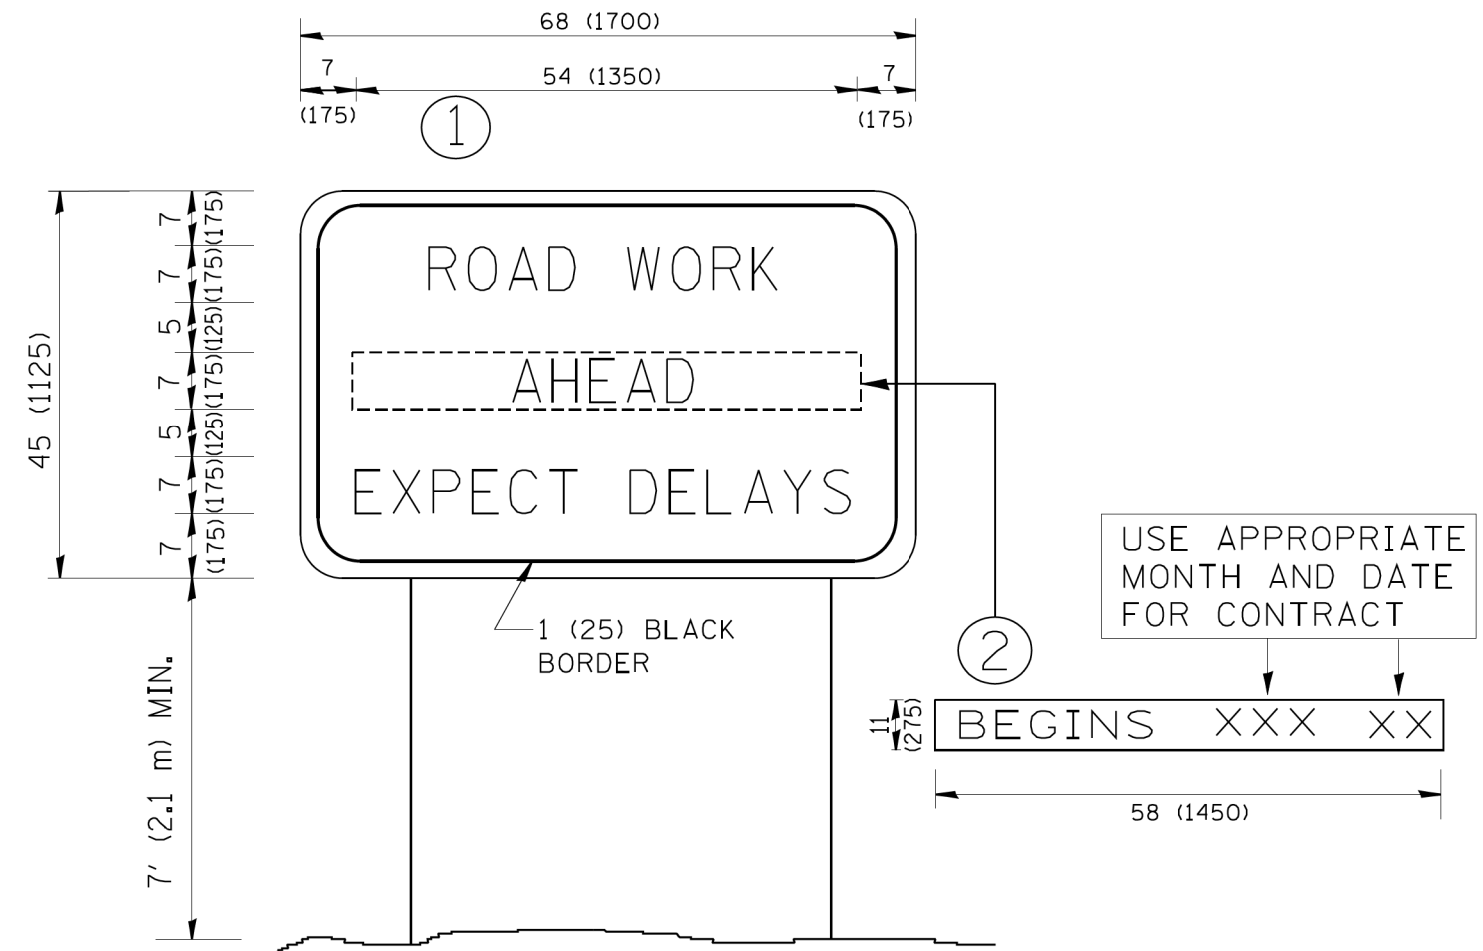 68 (1700)
7 54 (1350) 7
(175) (175)
1
45 (1125)
7 (175)
7 (175)
5 (125)
7 (175)
5 (125)
7 (175)
7 (175)
ROAD WORK
AHEAD
EXPECT DELAYS
1 (25) BLACK
BORDER
7' (2.1 m) MIN.
USE APPROPRIATE
MONTH AND DATE
FOR CONTRACT
2
11
(275)
BEGINS XXX XX
58 (1450)